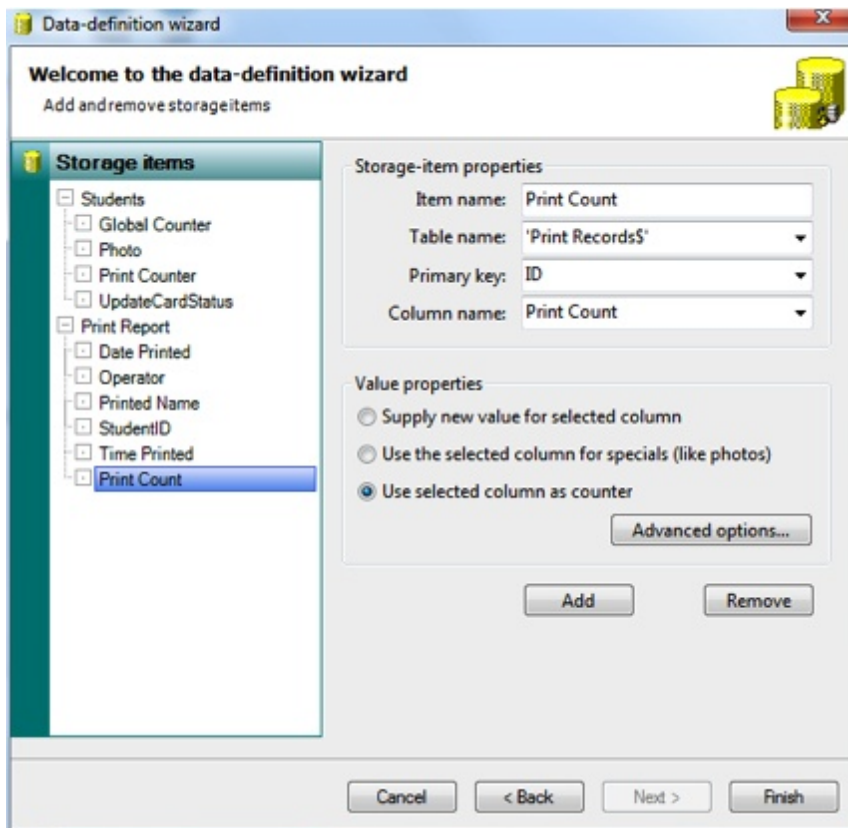 Data-definition wizard
Welcome to the data-definition wizard
Add and remove storage items
Storage items
Students
Global Counter
Photo
Print Counter
UpdateCardStatus
Print Report
Date Printed
Operator
Printed Name
StudentID
Time Printed
Print Count
Storage-item properties
Item name: Print Count
Table name: 'Print Records$'
Primary key: ID
Column name: Print Count
Value properties
Supply new value for selected column
Use the selected column for specials (like photos)
Use selected column as counter
Advanced options...
Add Remove
Cancel < Back Next > Finish